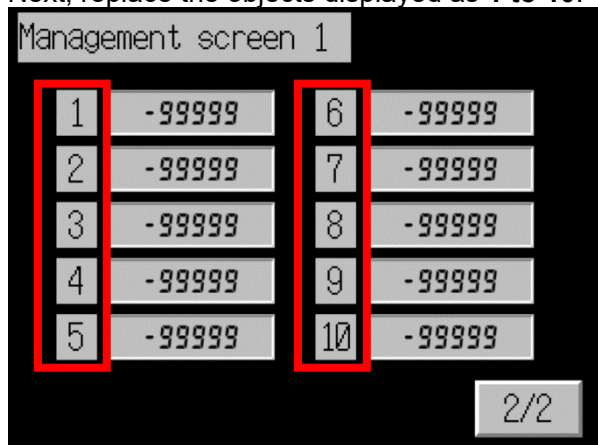 Next, replace the objects displayed as 1 to 10.
Management screen 1
1 -99999 6 -99999
2 -99999 7 -99999
3 -99999 8 -99999
4 -99999 9 -99999
5 -99999 10 -99999
2/2